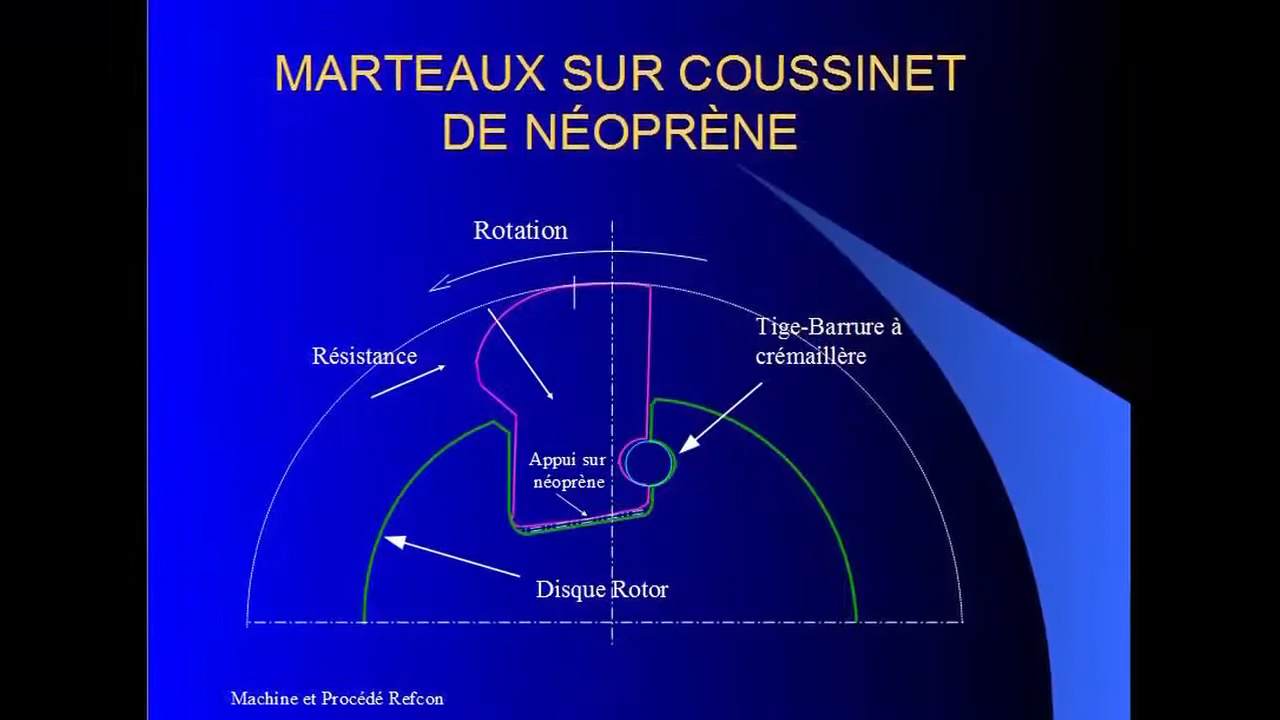 MARTEAUX SUR COUSSINET
DE NÉOPRÈNE
Rotation
Résistance
Tige-Barrure à
crémaillère
Appui sur
néoprène
Disque Rotor
Machine et Procédé Refcon